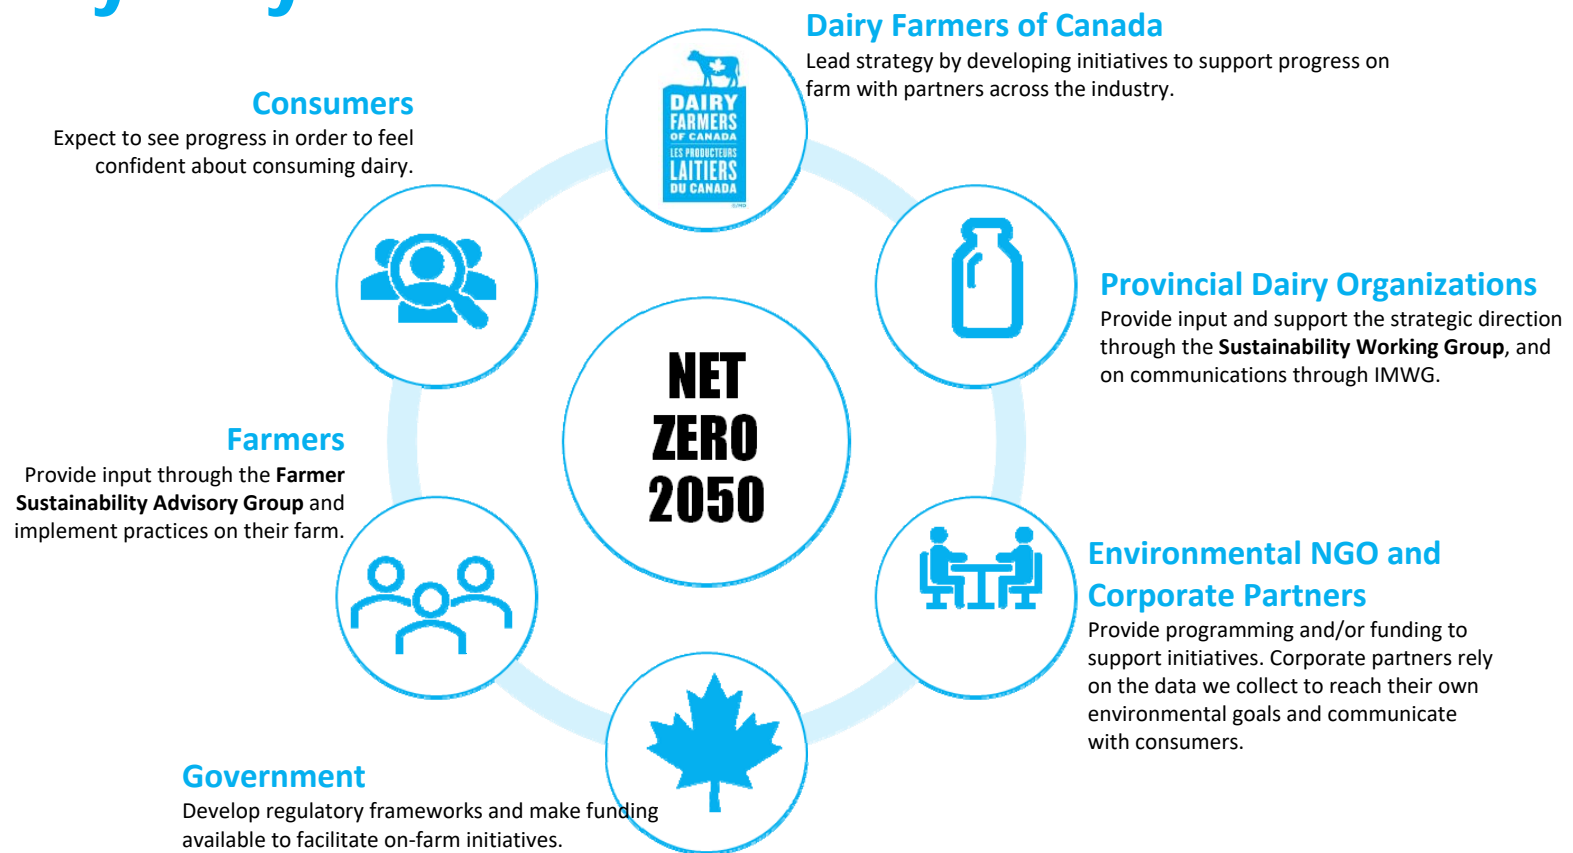 Dairy Farmers of Canada
Lead strategy by developing initiatives to support progress on
farm with partners across the industry.
DAIRY
FARMERS
OF CANADA
LES PRODUCTEURS
LAITIERS
DU CANADA
Consumers
Expect to see progress in order to feel
confident about consuming dairy.
Provincial Dairy Organizations
Provide input and support the strategic direction
through the Sustainability Working Group, and
on communications through IMWG.
NET
ZERO
2050
Farmers
Provide input through the Farmer
Sustainability Advisory Group and
implement practices on their farm.
Environmental NGO and
Corporate Partners
Provide programming and/or funding to
support initiatives. Corporate partners rely
on the data we collect to reach their own
environmental goals and communicate
with consumers.
Government
Develop regulatory frameworks and make funding
available to facilitate on-farm initiatives.